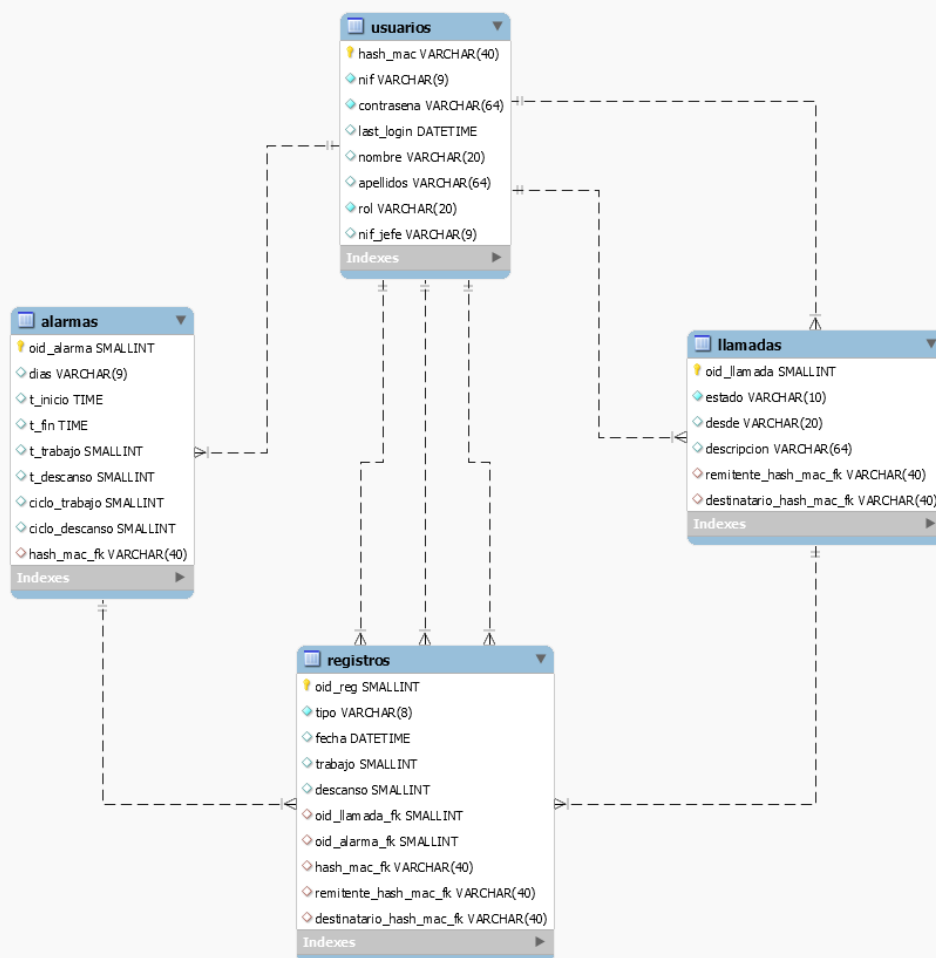 usuarios
hash_mac VARCHAR(40)
nif VARCHAR(9)
contrasena VARCHAR(64)
last_login DATETIME
nombre VARCHAR(20)
apellidos VARCHAR(64)
rol VARCHAR(20)
nif_jefe VARCHAR(9)
Indexes
alarmas
oid_alarma SMALLINT
dias VARCHAR(9)
t_inicio TIME
t_fin TIME
t_trabajo SMALLINT
t_descanso SMALLINT
ciclo_trabajo SMALLINT
ciclo_descanso SMALLINT
hash_mac_fk VARCHAR(40)
Indexes
llamadas
oid_llamada SMALLINT
estado VARCHAR(10)
desde VARCHAR(20)
descripcion VARCHAR(64)
remitente_hash_mac_fk VARCHAR(40)
destinatario_hash_mac_fk VARCHAR(40)
Indexes
registros
oid_reg SMALLINT
tipo VARCHAR(8)
fecha DATETIME
trabajo SMALLINT
descanso SMALLINT
oid_llamada_fk SMALLINT
oid_alarma_fk SMALLINT
hash_mac_fk VARCHAR(40)
remitente_hash_mac_fk VARCHAR(40)
destinatario_hash_mac_fk VARCHAR(40)
Indexes